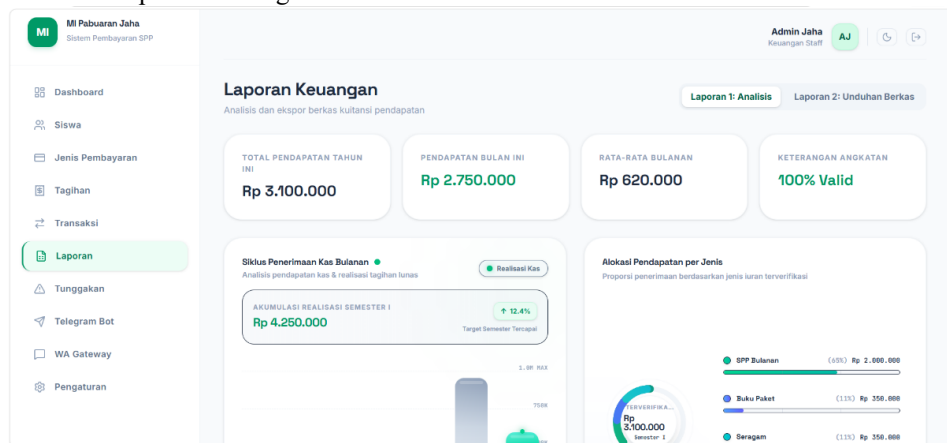 MI
MI Pabuaran Jaha
Sistem Pembayaran SPP
Admin Jaha
Keuangan Staff
AJ
Dashboard
Siswa
Jenis Pembayaran
Tagihan
Transaksi
Laporan
Tunggakan
Telegram Bot
WA Gateway
Pengaturan
Laporan Keuangan
Analisis dan ekspor berkas kuitansi pendapatan
Laporan 1: Analisis
Laporan 2: Unduhan Berkas
TOTAL PENDAPATAN TAHUN
INI
Rp 3.100.000
PENDAPATAN BULAN INI
Rp 2.750.000
RATA-RATA BULANAN
Rp 620.000
KETERANGAN ANGKATAN
100% Valid
Siklus Penerimaan Kas Bulanan
Analisis pendapatan kas & realisasi tagihan lunas
Realisasi Kas
AKUMULASI REALISASI SEMESTER I
Rp 4.250.000
↑ 12.4%
Target Semester Tercapai
1.0M MAX
750K
Alokasi Pendapatan per Jenis
Proporsi penerimaan berdasarkan jenis iuran terverifikasi
TERVERIFIKA...
Rp
3.100.000
Semester I
SPP Bulanan (65%) Rp 2.000.000
Buku Paket (11%) Rp 350.000
Seragam (11%) Rp 350.000